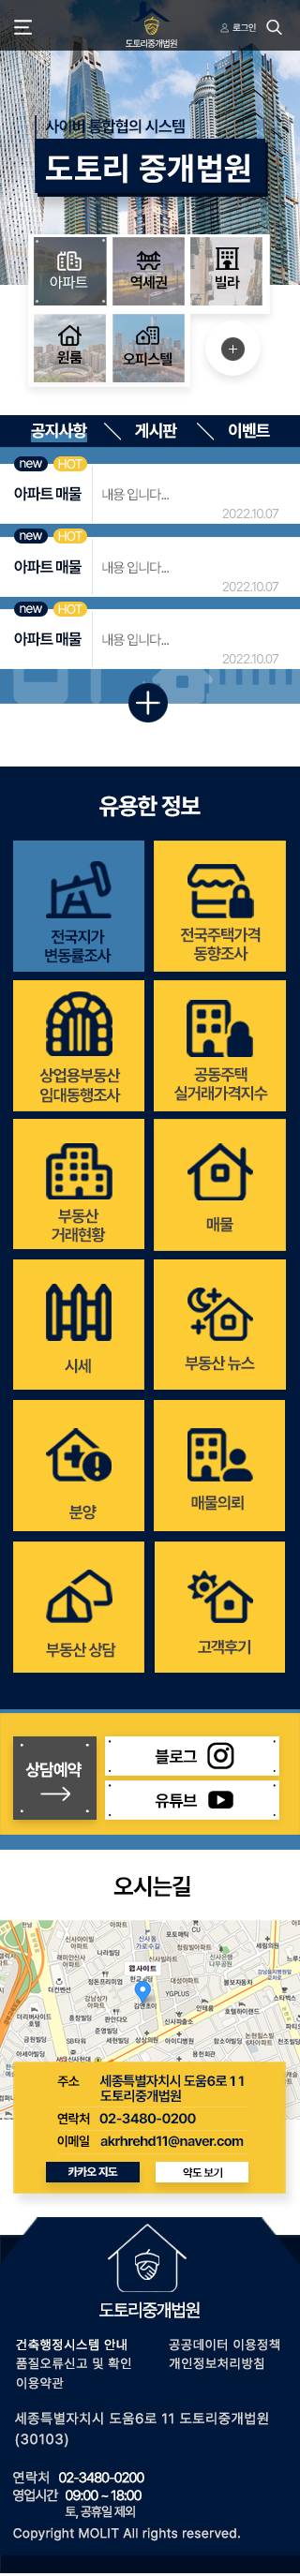 로그인
도토리중개법원
사이버 통합협의 시스템
도토리 중개법원
아파트
역세권
빌라
원룸
오피스텔
공지사항
게시판
이벤트
new HOT
아파트 매물
내용 입니다...
2022.10.07
new HOT
아파트 매물
내용 입니다...
2022.10.07
new HOT
아파트 매물
내용 입니다...
2022.10.07
유용한 정보
전국지가
변동률조사
전국주택가격
동향조사
상업용부동산
임대동행조사
공동주택
실거래가격지수
부동산
거래현황
매물
시세
부동산 뉴스
분양
매물의뢰
부동산 상담
고객후기
상담예약
블로그
유튜브
오시는길
웹사이트
YGPLUS
CU
주소
세종특별자치시 도움6로 11
도토리중개법원
연락처
02-3480-0200
이메일
akrhrehd11@naver.com
카카오 지도
약도 보기
도토리중개법원
건축행정시스템 안내
공공데이터 이용정책
품질오류신고 및 확인
개인정보처리방침
이용약관
세종특별자치시 도움6로 11 도토리중개법원
(30103)
연락처 02-3480-0200
영업시간 09:00 ~ 18:00
토, 공휴일 제외
Copyright MOLIT All rights reserved.